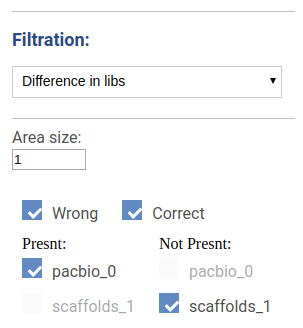 Filtration:
Difference in libs
Area size:
1
Wrong Correct
Presnt: Not Presnt:
pacbio_0 pacbio_0
scaffolds_1 scaffolds_1